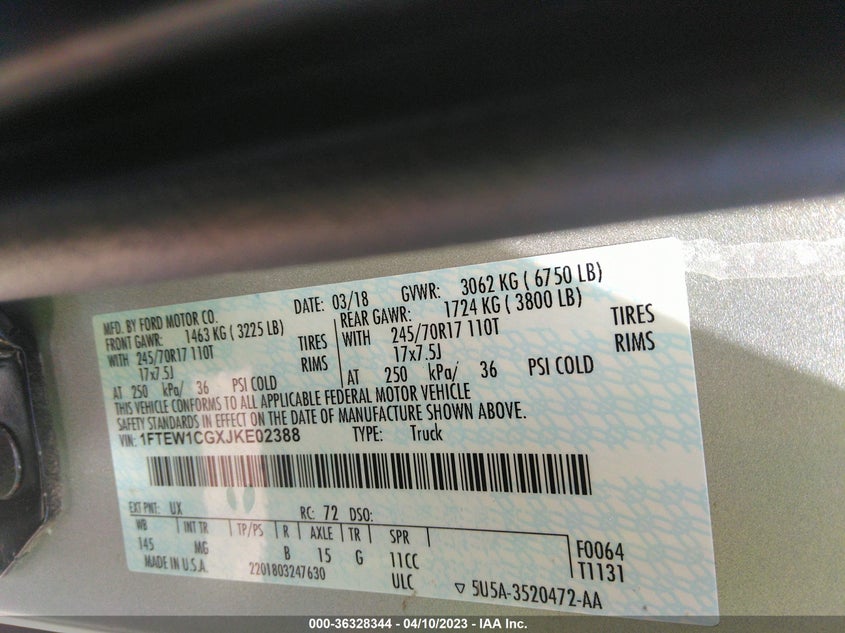 MFD. BY FORD MOTOR CO.
DATE: 03/18 GVWR: 3062 KG ( 6750 LB)
FRONT GAWR: 1463 KG ( 3225 LB)
WITH 245/70R17 110T TIRES
17x7.5J RIMS
AT 250 kPa/ 36 PSI COLD
REAR GAWR: 1724 KG ( 3800 LB)
WITH 245/70R17 110T TIRES
17x7.5J RIMS
AT 250 kPa/ 36 PSI COLD
THIS VEHICLE CONFORMS TO ALL APPLICABLE FEDERAL MOTOR VEHICLE
SAFETY STANDARDS IN EFFECT ON THE DATE OF MANUFACTURE SHOWN ABOVE.
VIN: 1FTEW1CGXJKE02388 TYPE: Truck
EXT PNT: UX RC: 72 DSO:
WB INT TR TP/PS R AXLE TR SPR
145 MG B 15 G 11CC
F0064
T1131
MADE IN U.S.A. 2201803247630 ULC
5U5A-3520472-AA
000-36328344 — 04/10/2023 - IAA Inc.